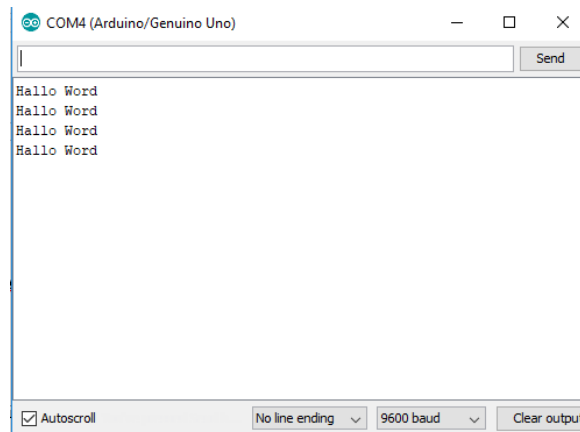 COM4 (Arduino/Genuino Uno)
Send
Hallo Word
Hallo Word
Hallo Word
Hallo Word
Autoscroll
No line ending
9600 baud
Clear output